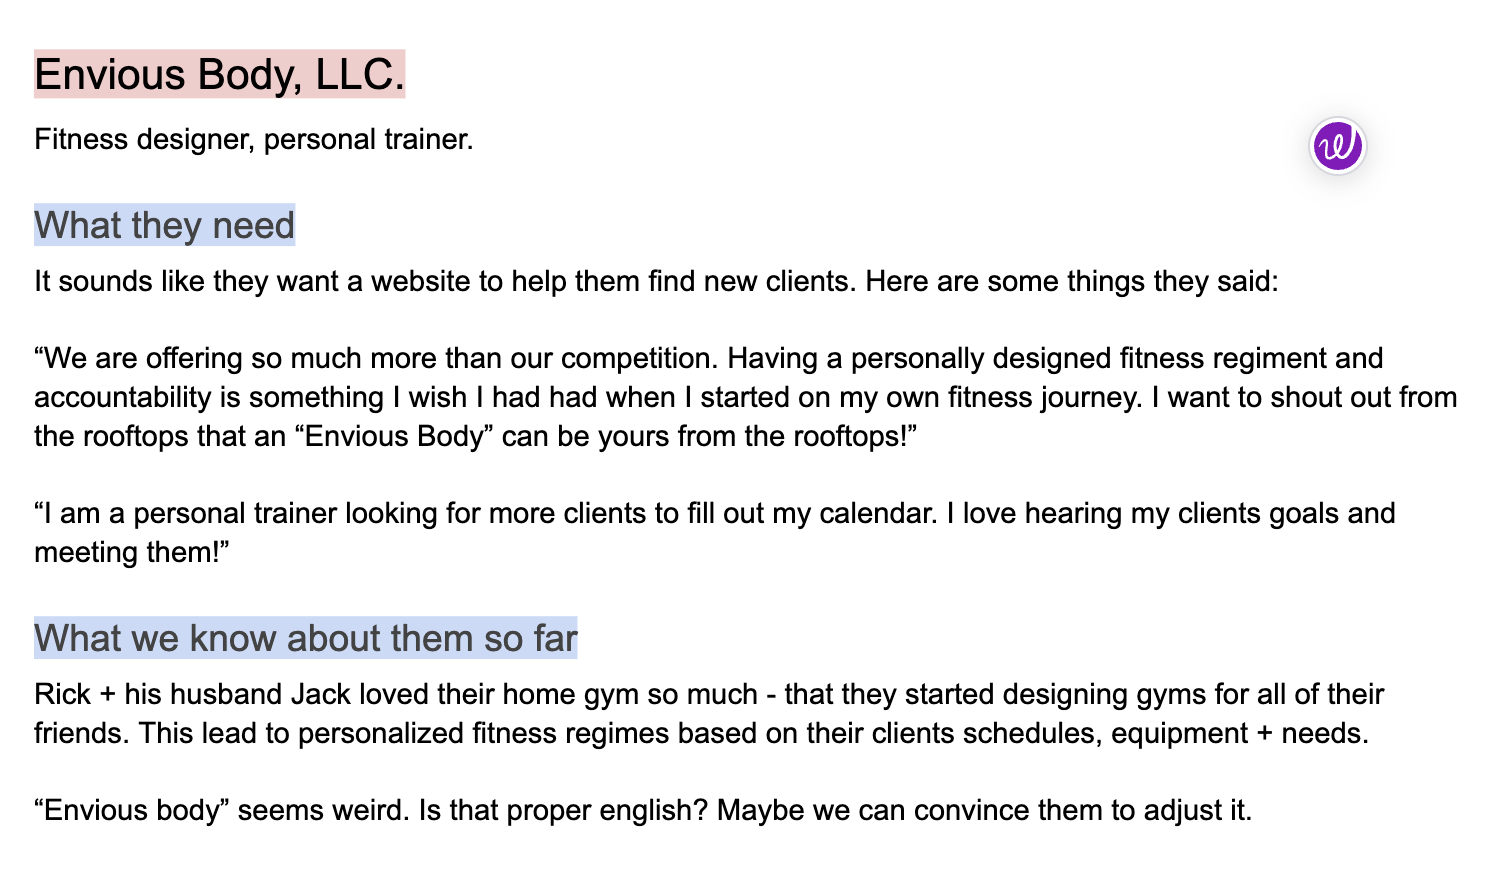 Envious Body, LLC.
Fitness designer, personal trainer.
What they need
It sounds like they want a website to help them find new clients. Here are some things they said:
“We are offering so much more than our competition. Having a personally designed fitness regiment and
accountability is something I wish I had had when I started on my own fitness journey. I want to shout out from
the rooftops that an “Envious Body” can be yours from the rooftops!”
“I am a personal trainer looking for more clients to fill out my calendar. I love hearing my clients goals and
meeting them!”
What we know about them so far
Rick + his husband Jack loved their home gym so much - that they started designing gyms for all of their
friends. This lead to personalized fitness regimes based on their clients schedules, equipment + needs.
“Envious body” seems weird. Is that proper english? Maybe we can convince them to adjust it.